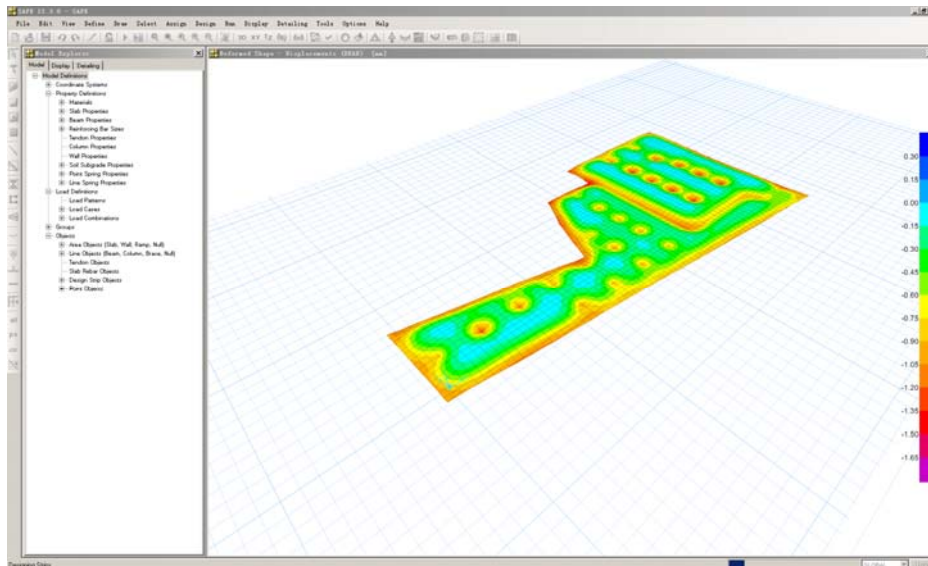 SAFE
File Edit View Define Draw Select Assign Design Run Display Detailing Tools Options Help
Model Explorer
Model Display Detailing
Model Definitions
Coordinate Systems
Property Definitions
Materials
Slab Properties
Beam Properties
Reinforcing Bar Sizes
Tendon Properties
Column Properties
Wall Properties
Soil Subgrade Properties
Point Spring Properties
Line Spring Properties
Load Definitions
Load Patterns
Load Cases
Load Combinations
Groups
Objects
Area Objects (Slab, Wall, Ramp, Null)
Line Objects (Beam, Column, Brace, Null)
Tendon Objects
Slab Rebar Objects
Design Strip Objects
Point Objects
Deformed Shape - Displacements (DEAD) [mm]
0.30
0.15
0.00
-0.15
-0.30
-0.45
-0.60
-0.75
-0.90
-1.05
-1.20
-1.35
-1.50
-1.65